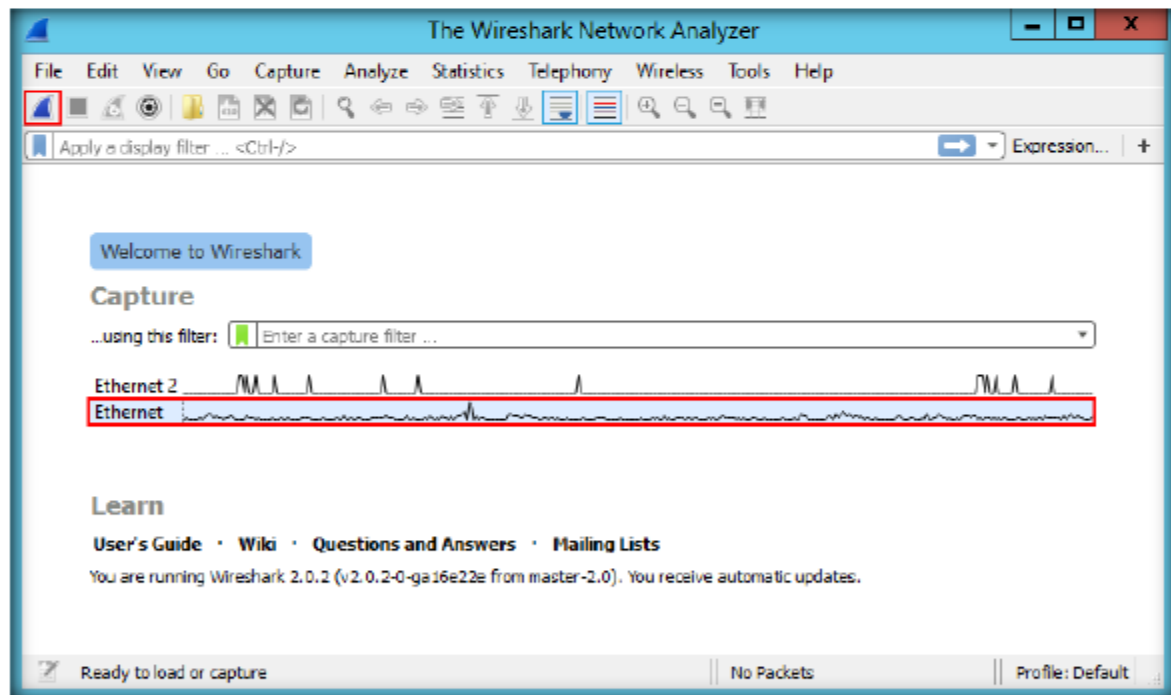 The Wireshark Network Analyzer
File Edit View Go Capture Analyze Statistics Telephony Wireless Tools Help
Apply a display filter ... <Ctrl-/> Expression... +
Welcome to Wireshark
Capture
...using this filter: Enter a capture filter ...
Ethernet 2
Ethernet
Learn
User's Guide · Wiki · Questions and Answers · Mailing Lists
You are running Wireshark 2.0.2 (v2.0.2-0-ga16e22e from master-2.0). You receive automatic updates.
Ready to load or capture No Packets Profile: Default